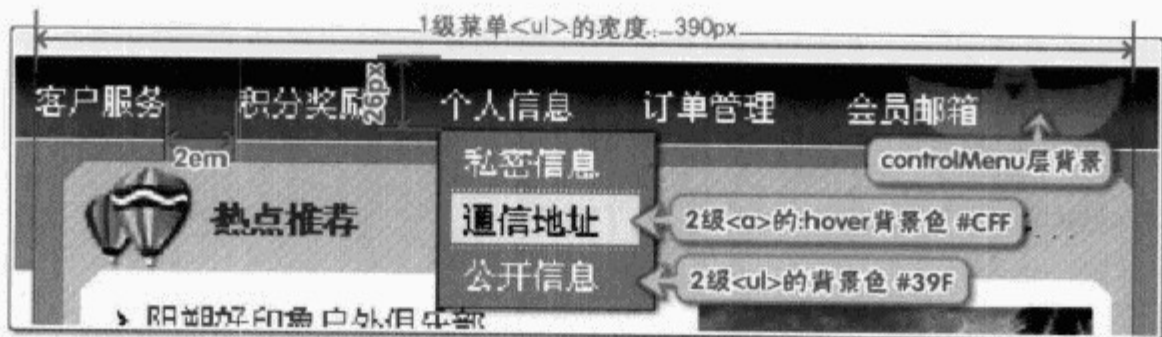 1级菜单<ul>的宽度：390px
客户服务 积分奖励 26px 个人信息 订单管理 会员邮箱
2em
私密信息
controlMenu层背景
热点推荐
通信地址
2级<a>的:hover背景色 #CFF
公开信息
2级<ul>的背景色 #39F